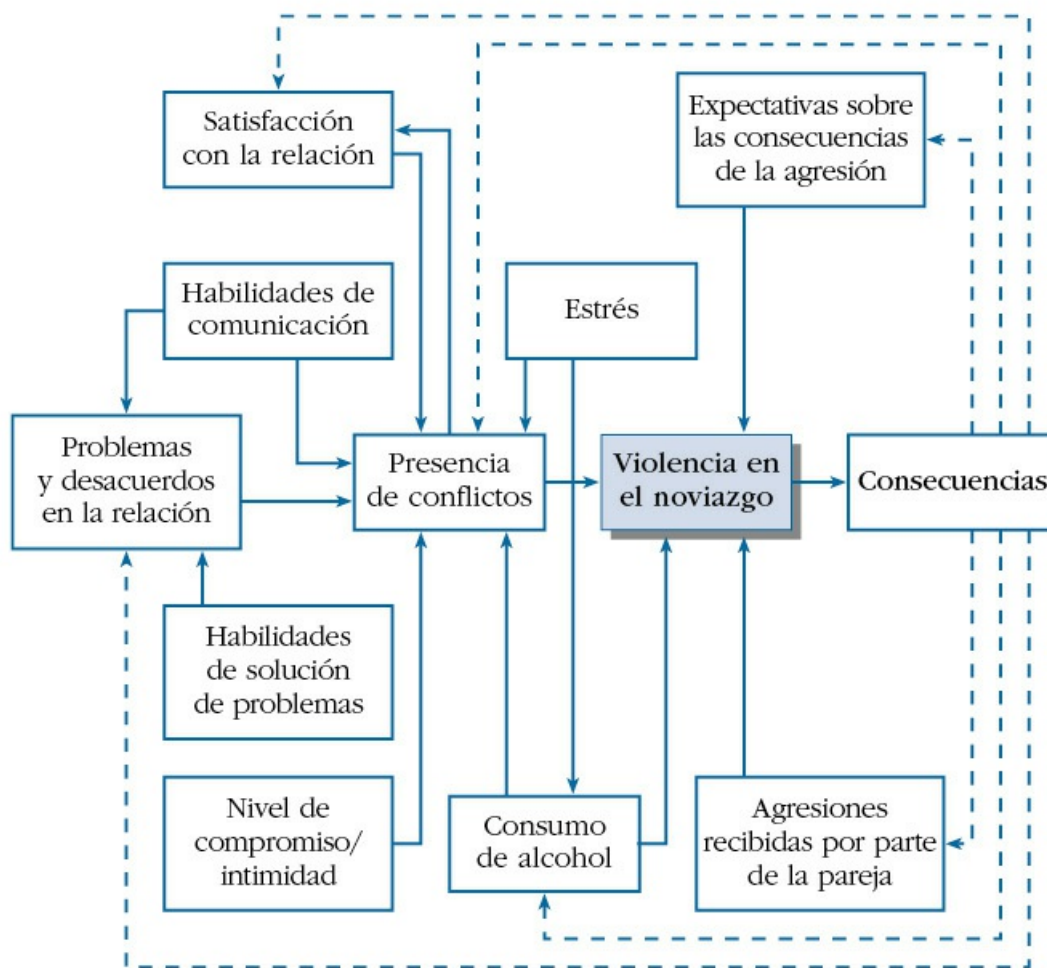 Satisfacción
con la relación
Expectativas sobre
las consecuencias
de la agresión
Habilidades de
comunicación
Estrés
Problemas
y desacuerdos
en la relación
Presencia
de conflictos
Violencia en
el noviazgo
Consecuencias
Habilidades
de solución
de problemas
Nivel de
compromiso/
intimidad
Consumo
de alcohol
Agresiones
recibidas por parte
de la pareja